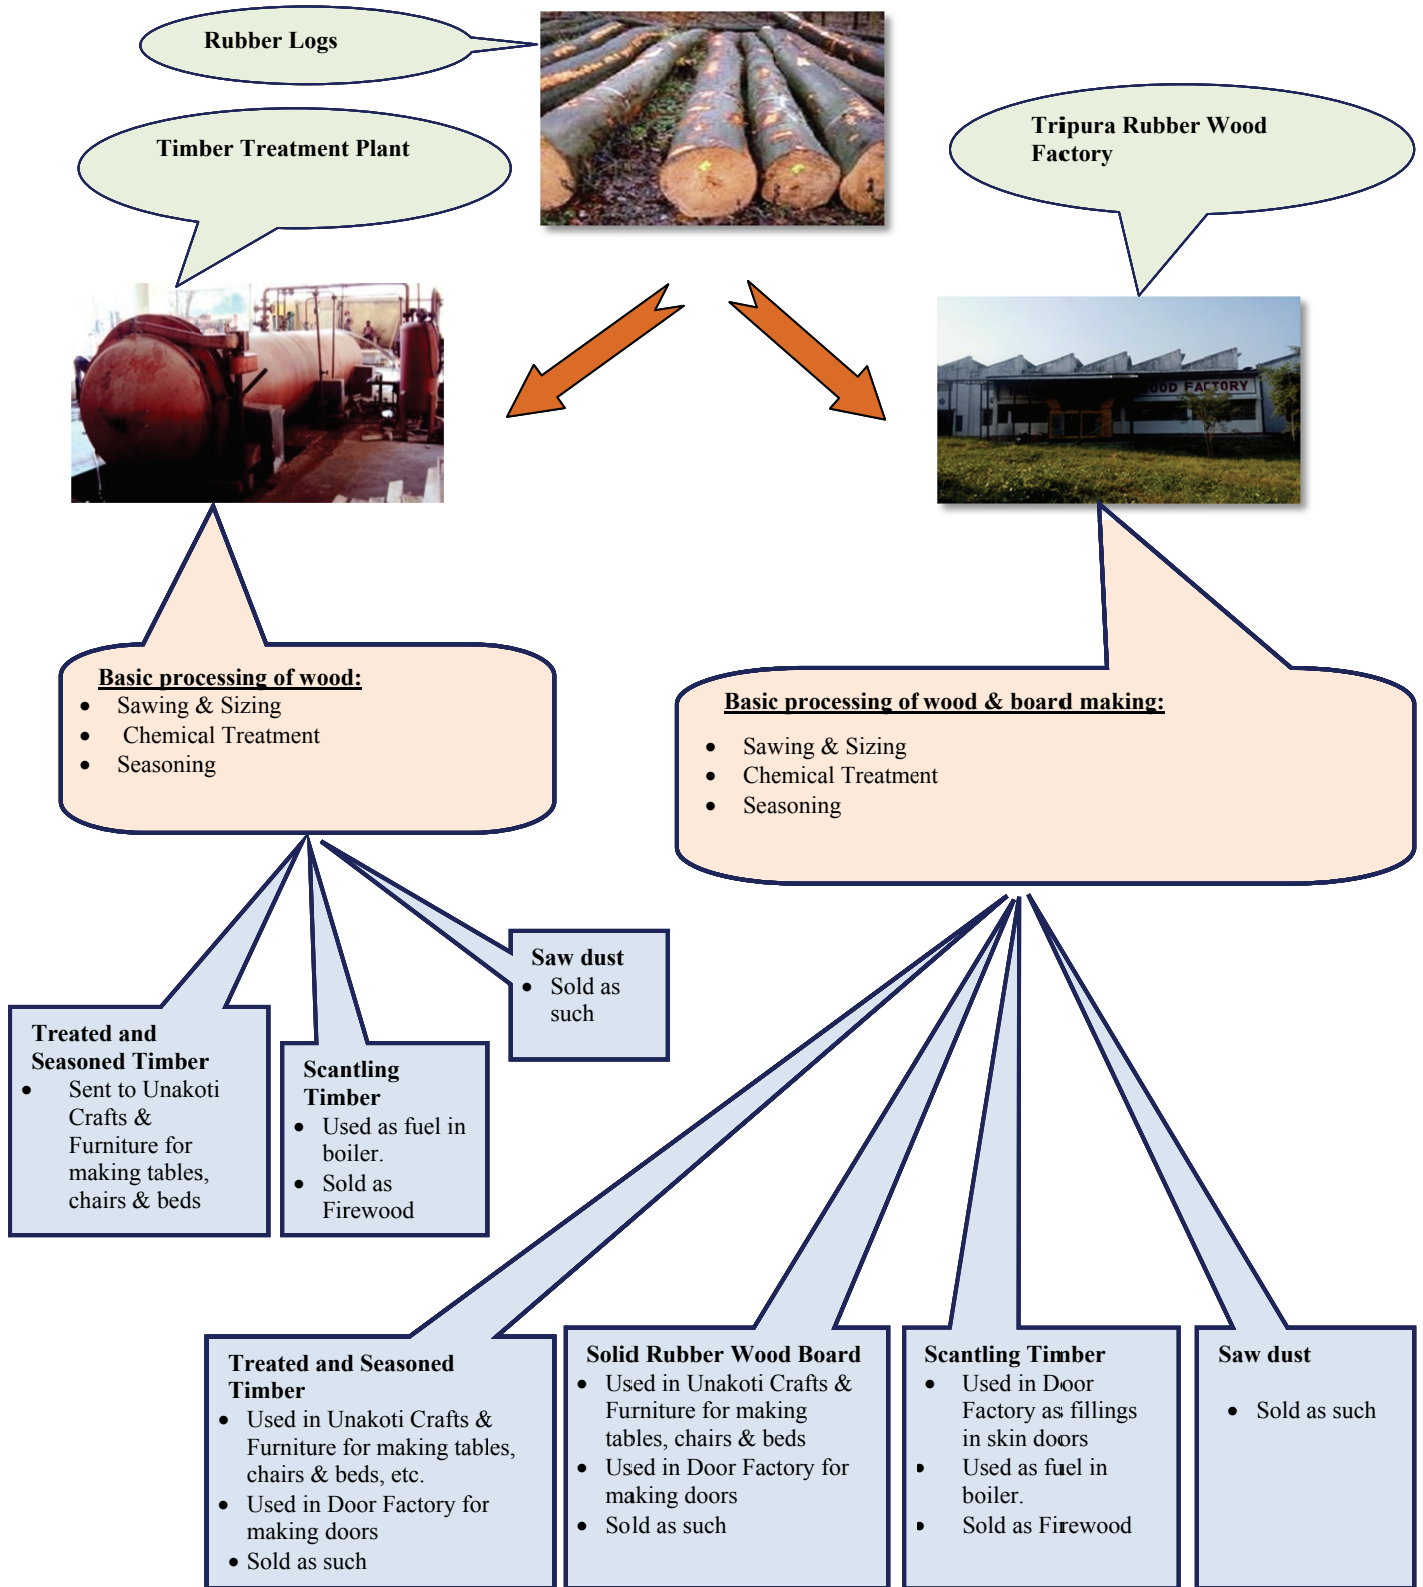 Rubber Logs
Timber Treatment Plant
Tripura Rubber Wood
Factory
WOOD FACTORY
Basic processing of wood:
• Sawing & Sizing
• Chemical Treatment
• Seasoning
Basic processing of wood & board making:
• Sawing & Sizing
• Chemical Treatment
• Seasoning
Saw dust
• Sold as
such
Treated and
Seasoned Timber
• Sent to Unakoti
Crafts &
Furniture for
making tables,
chairs & beds
Scantling
Timber
• Used as fuel in
boiler.
• Sold as
Firewood
Treated and Seasoned
Timber
• Used in Unakoti Crafts &
Furniture for making tables,
chairs & beds, etc.
• Used in Door Factory for
making doors
• Sold as such
Solid Rubber Wood Board
• Used in Unakoti Crafts &
Furniture for making
tables, chairs & beds
• Used in Door Factory for
making doors
• Sold as such
Scantling Timber
• Used in Door
Factory as fillings
in skin doors
• Used as fuel in
boiler.
• Sold as Firewood
Saw dust
• Sold as such